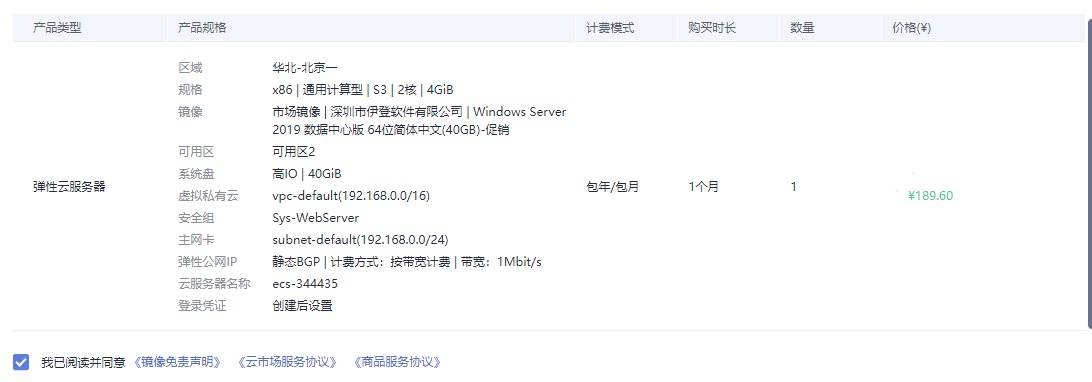 产品类型 产品规格 计费模式 购买时长 数量 价格(¥)
区域 华北-北京一
规格 x86 | 通用计算型 | S3 | 2核 | 4GiB
镜像 市场镜像 | 深圳市伊登软件有限公司 | Windows Server
2019 数据中心版 64位简体中文(40GB)-促销
可用区 可用区2
系统盘 高IO | 40GiB
弹性云服务器 包年/包月 1个月 1
虚拟私有云 vpc-default(192.168.0.0/16) ¥189.60
安全组 Sys-WebServer
主网卡 subnet-default(192.168.0.0/24)
弹性公网IP 静态BGP | 计费方式：按带宽计费 | 带宽：1Mbit/s
云服务器名称 ecs-344435
登录凭证 创建后设置
我已阅读并同意 《镜像免责声明》 《云市场服务协议》 《商品服务协议》